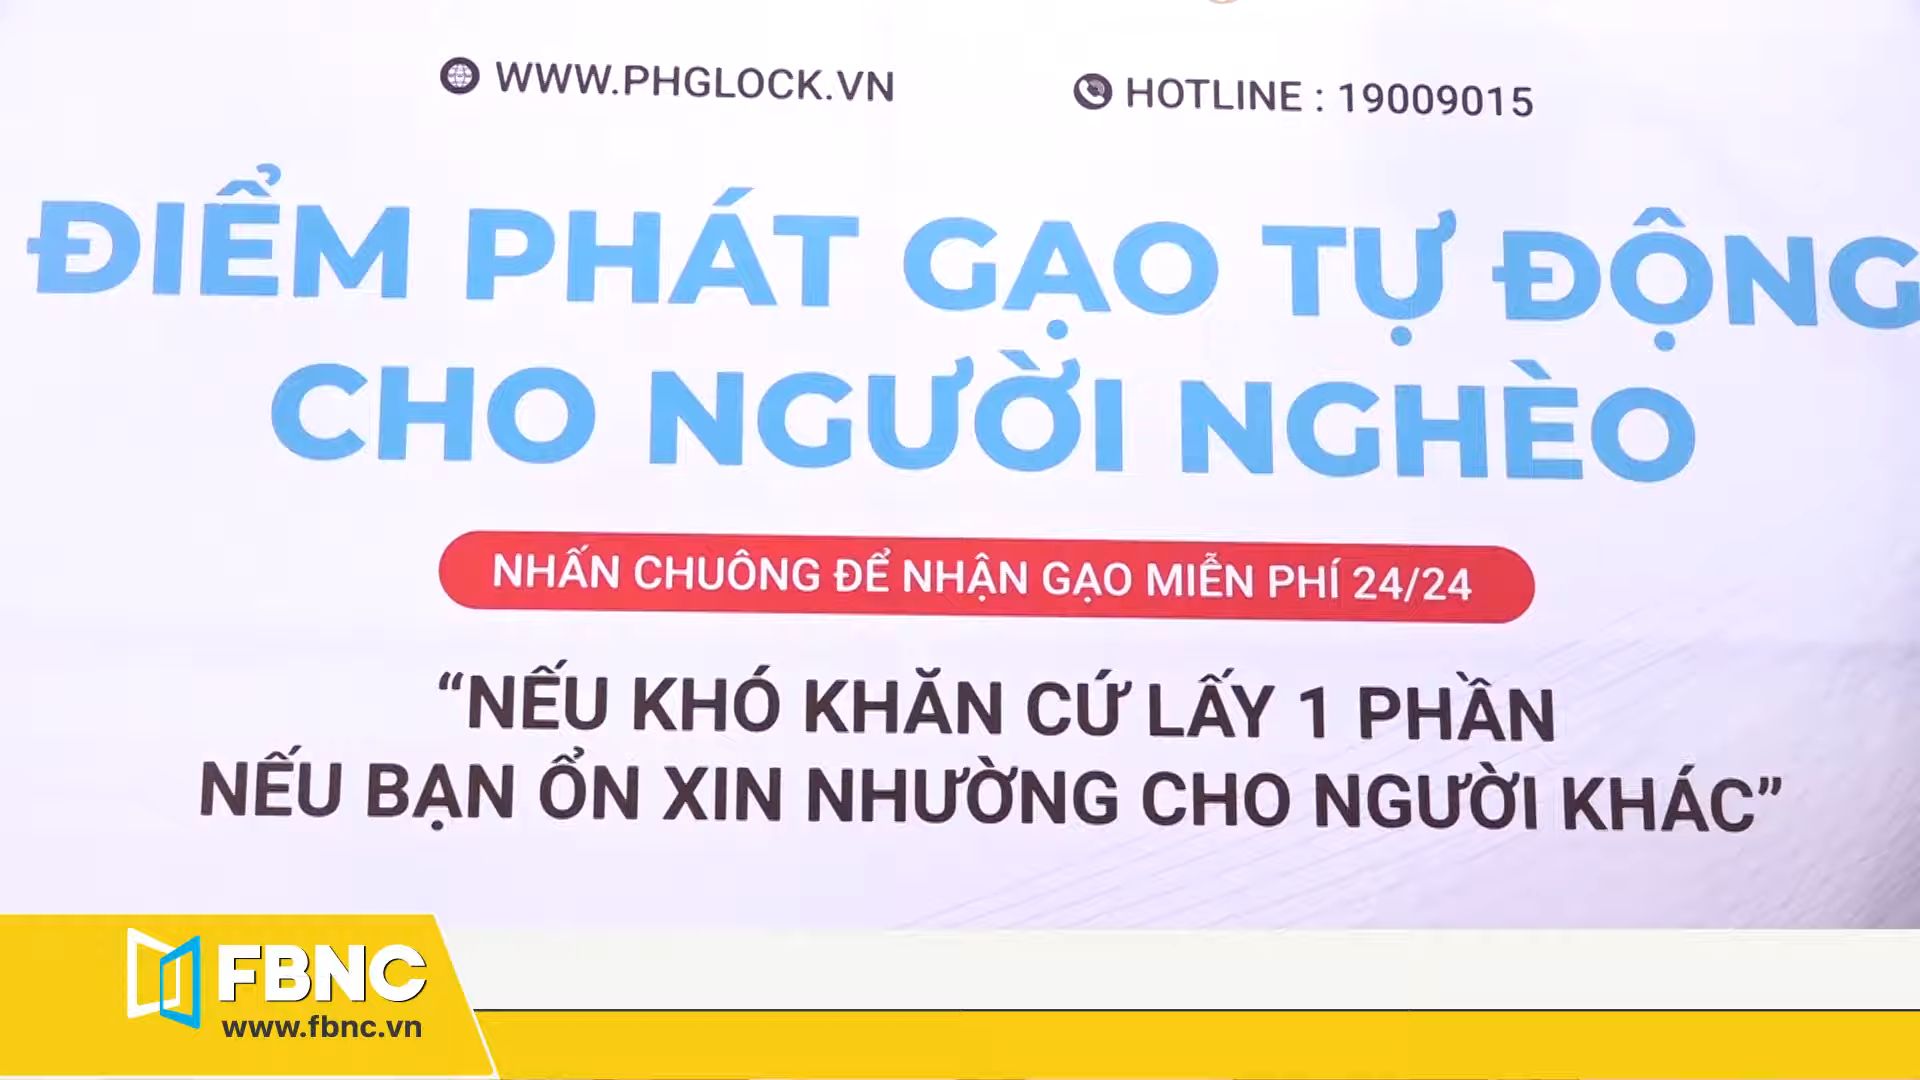 WWW.PHGLOCK.VN HOTLINE : 19009015
ĐIỂM PHÁT GẠO TỰ ĐỘNG
CHO NGƯỜI NGHÈO
NHẤN CHUÔNG ĐỂ NHẬN GẠO MIỄN PHÍ 24/24
“NẾU KHÓ KHĂN CỨ LẤY 1 PHẦN
NẾU BẠN ỔN XIN NHƯỜNG CHO NGƯỜI KHÁC”
FBNC
www.fbnc.vn